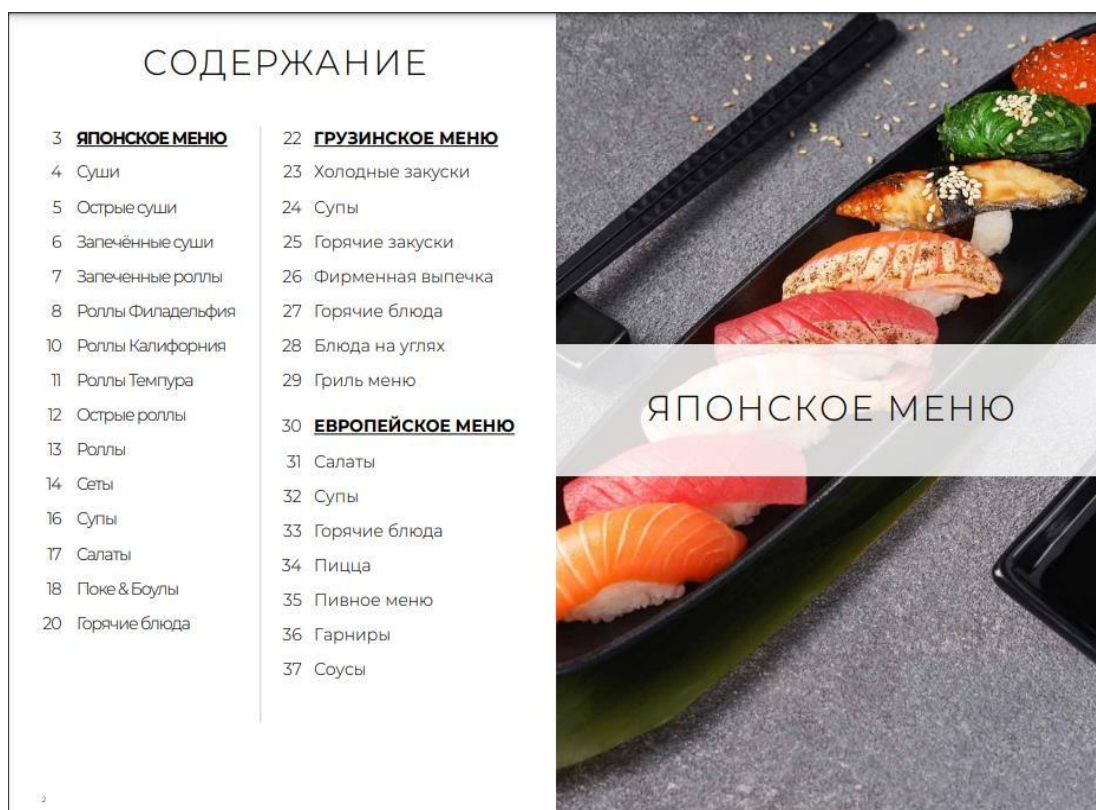 СОДЕРЖАНИЕ
3 ЯПОНСКОЕ МЕНЮ
4 Суши
5 Острые суши
6 Запечённые суши
7 Запеченные роллы
8 Роллы Филадельфия
10 Роллы Калифорния
11 Роллы Темпура
12 Острые роллы
13 Роллы
14 Сеты
16 Супы
17 Салаты
18 Поке & Боулы
20 Горячие блюда
22 ГРУЗИНСКОЕ МЕНЮ
23 Холодные закуски
24 Супы
25 Горячие закуски
26 Фирменная выпечка
27 Горячие блюда
28 Блюда на углях
29 Гриль меню
30 ЕВРОПЕЙСКОЕ МЕНЮ
31 Салаты
32 Супы
33 Горячие блюда
34 Пицца
35 Пивное меню
36 Гарниры
37 Соусы
ЯПОНСКОЕ МЕНЮ